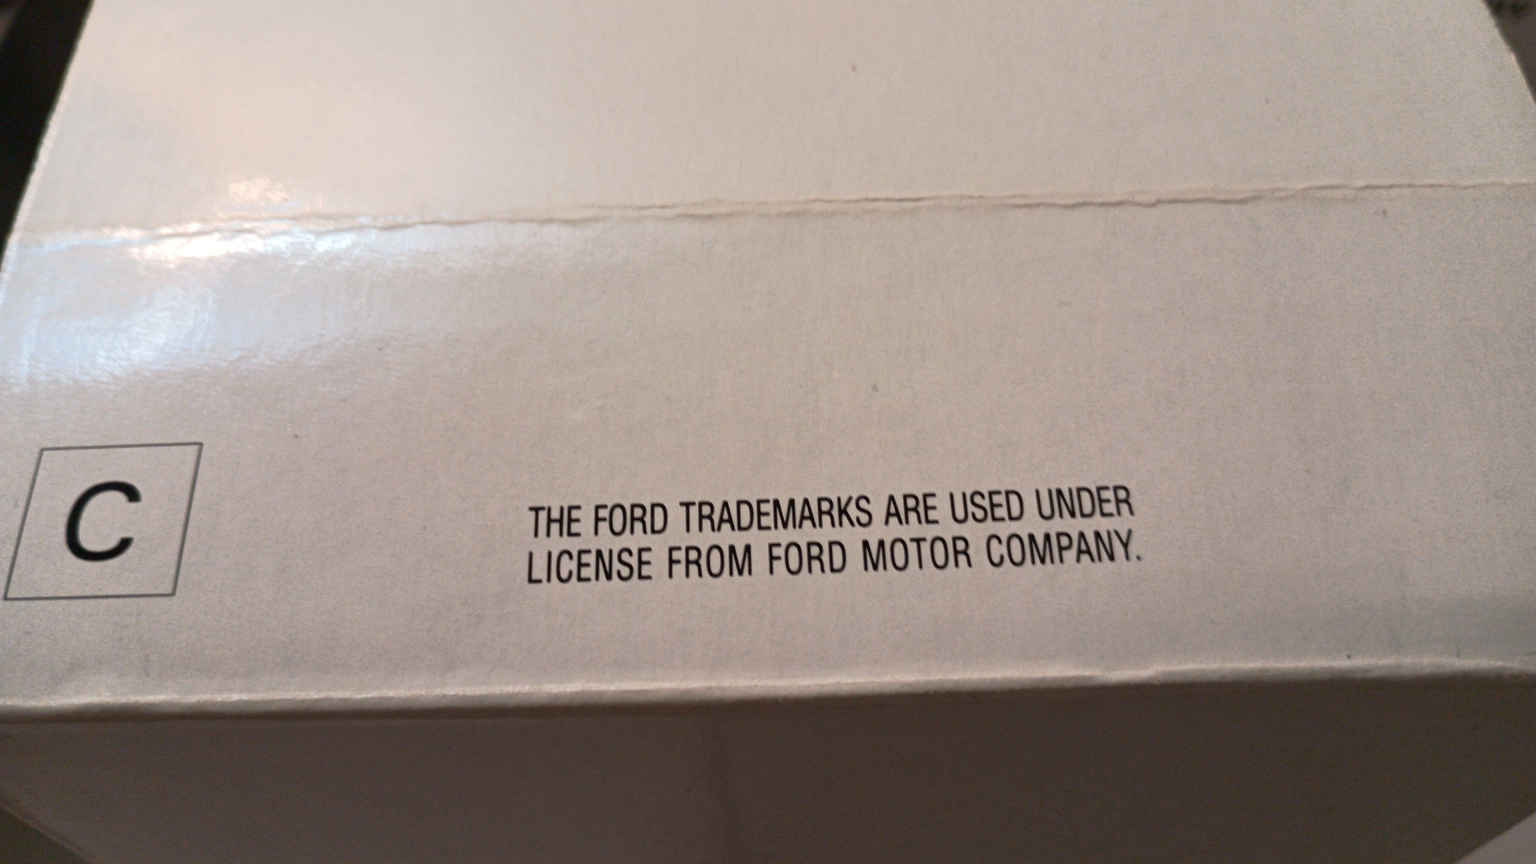 C
THE FORD TRADEMARKS ARE USED UNDER
LICENSE FROM FORD MOTOR COMPANY.